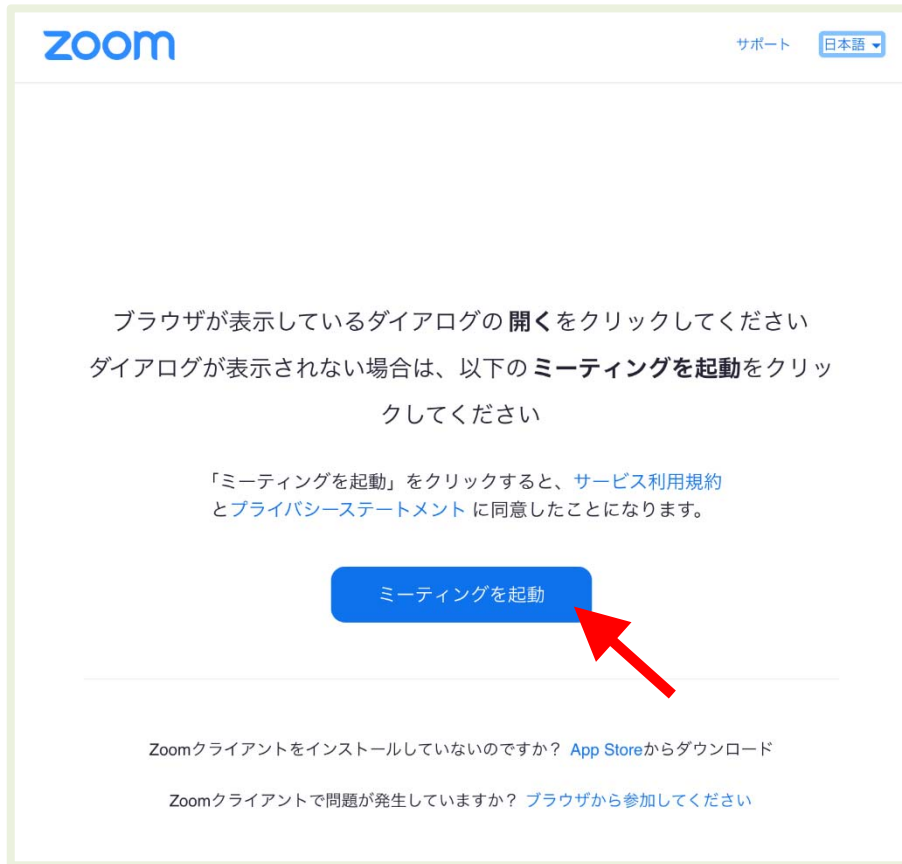 zoom
サポート 日本語
ブラウザが表示しているダイアログの 開くをクリックしてください
ダイアログが表示されない場合は、以下の ミーティングを起動をクリッ
クしてください
「ミーティングを起動」をクリックすると、サービス利用規約
とプライバシーステートメント に同意したことになります。
ミーティングを起動
Zoomクライアントをインストールしていないのですか？ App Storeからダウンロード
Zoomクライアントで問題が発生していますか？ ブラウザから参加してください